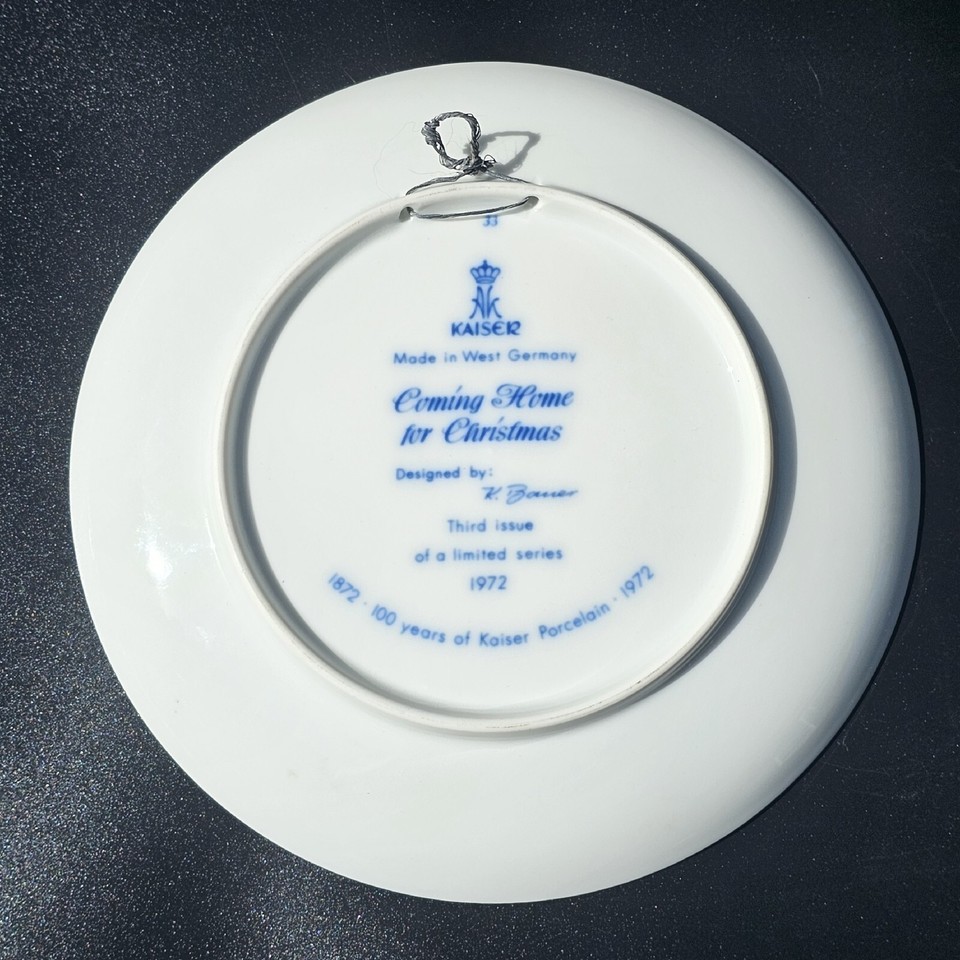 33
KAISER
Made in West Germany
Coming Home
for Christmas
Designed by:
K. Bauer
Third issue
of a limited series
1972
1872 · 100 years of Kaiser Porcelain · 1972